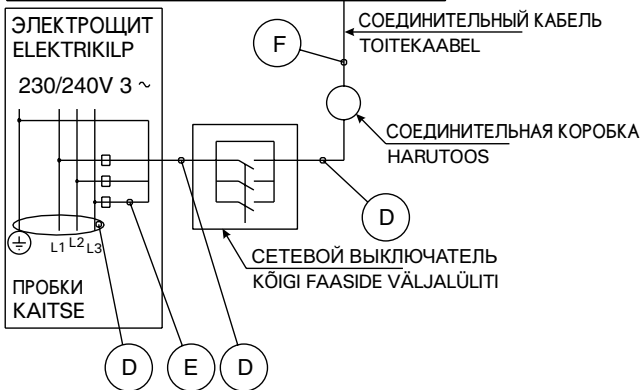 ЭЛЕКТРОЩИТ
ELEKTRIKILP
230/240V 3 ~
L1 L2 L3
ПРОБКИ
KAITSE
СОЕДИНИТЕЛЬНЫЙ КАБЕЛЬ
TOITEKAABEL
F
СОЕДИНИТЕЛЬНАЯ КОРОБКА
HARUTOOS
D
СЕТЕВОЙ ВЫКЛЮЧАТЕЛЬ
KÕIGI FAASIDE VÄLJALÜLITI
D E D